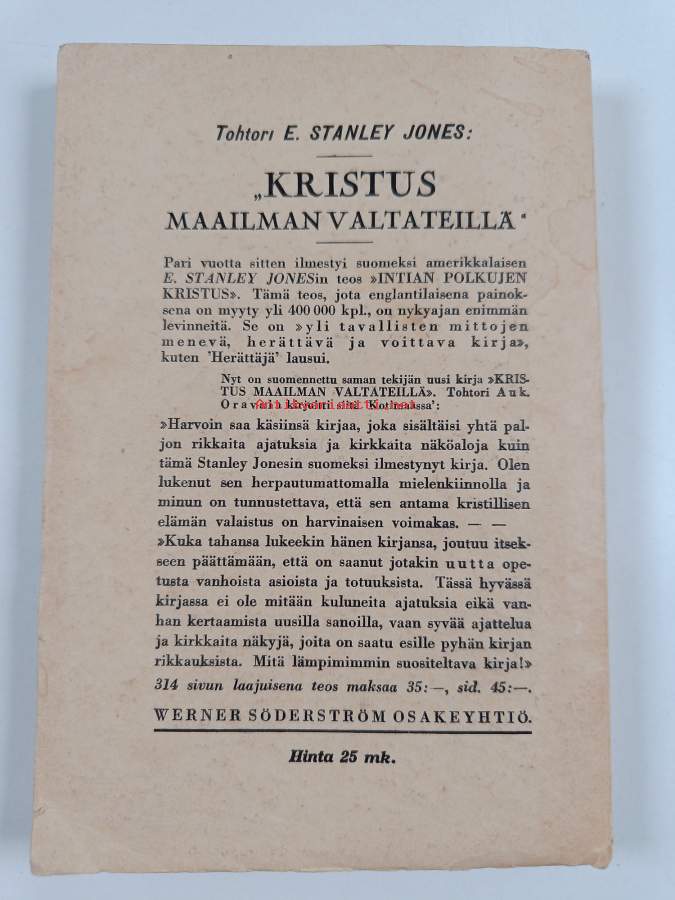 Tohtori E. STANLEY JONES:
„KRISTUS
MAAILMAN VALTATEILLÄ“
Pari vuotta sitten ilmestyi suomeksi amerikkalaisen
E. STANLEY JONESin teos »INTIAN POLKUJEN
KRISTUS». Tämä teos, jota englantilaisena painok-
sena on myyty yli 400 000 kpl., on nykyajan enimmän
levinneitä. Se on »yli tavallisten mittojen
menevä, herättävä ja voittava kirja»,
kuten 'Herättäjä' lausui.
Nyt on suomennettu saman tekijän uusi kirja »KRIS-
TUS MAAILMAN VALTATEILLÄ». Tohtori Auk.
Oravala kirjoitti siitä 'Kotimaassa':
»Harvoin saa käsiinsä kirjaa, joka sisältäisi yhtä pal-
jon rikkaita ajatuksia ja kirkkaita näköaloja kuin
tämä Stanley Jonesin suomeksi ilmestynyt kirja. Olen
lukenut sen herpautumattomalla mielenkiinnolla ja
minun on tunnustettava, että sen antama kristillisen
elämän valaistus on harvinaisen voimakas. — —
»Kuka tahansa lukeekin hänen kirjansa, joutuu itsek-
seen päättämään, että on saanut jotakin uutta ope-
tusta vanhoista asioista ja totuuksista. Tässä hyvässä
kirjassa ei ole mitään kuluneita ajatuksia eikä van-
han kertaamista uusilla sanoilla, vaan syvää ajattelua
ja kirkkaita näkyjä, joita on saatu esille pyhän kirjan
rikkauksista. Mitä lämpimimmin suositeltava kirja!»
314 sivun laajuisena teos maksaa 35:—, sid. 45:—.
WERNER SÖDERSTRÖM OSAKEYHTIÖ.
Hinta 25 mk.